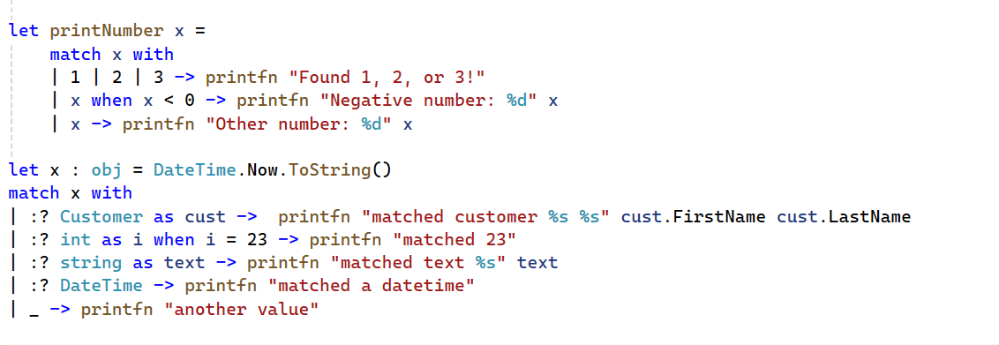 let printNumber x =
    match x with
    | 1 | 2 | 3 -> printfn "Found 1, 2, or 3!"
    | x when x < 0 -> printfn "Negative number: %d" x
    | x -> printfn "Other number: %d" x

let x : obj = DateTime.Now.ToString()
match x with
| :? Customer as cust ->  printfn "matched customer %s %s" cust.FirstName cust.LastName
| :? int as i when i = 23 -> printfn "matched 23"
| :? string as text -> printfn "matched text %s" text
| :? DateTime -> printfn "matched a datetime"
| _ -> printfn "another value"